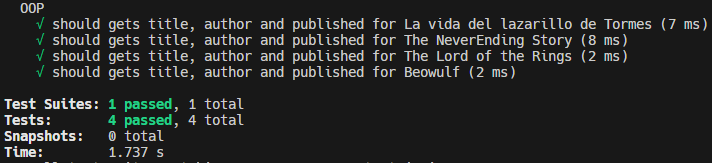 OOP
√ should gets title, author and published for La vida del lazarillo de Tormes (7 ms)
√ should gets title, author and published for The NeverEnding Story (8 ms)
√ should gets title, author and published for The Lord of the Rings (2 ms)
√ should gets title, author and published for Beowulf (2 ms)
Test Suites: 1 passed, 1 total
Tests: 4 passed, 4 total
Snapshots: 0 total
Time: 1.737 s